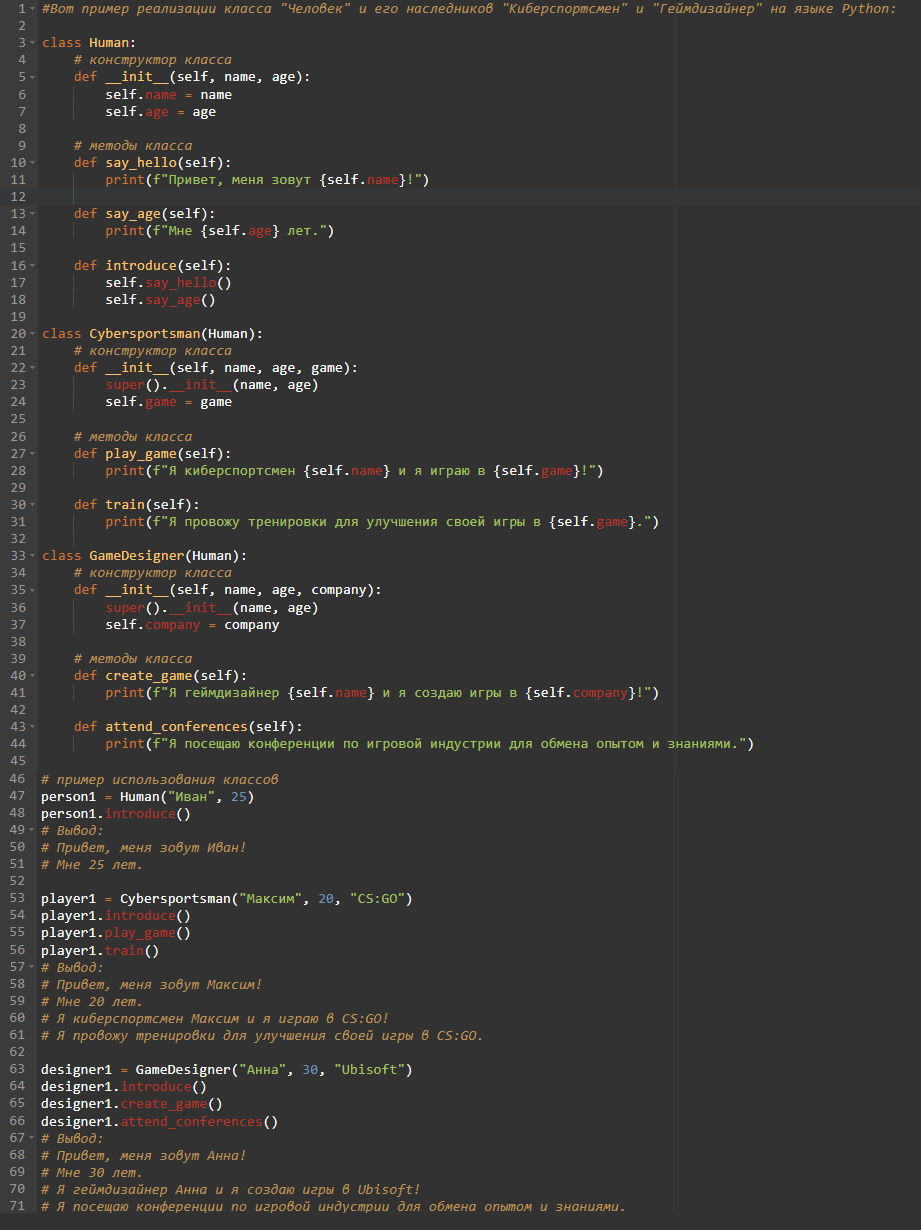 1 #Вот пример реализации класса "Человек" и его наследников "Киберспортсмен" и "Геймдизайнер" на языке Python:
2
3 class Human:
4     # конструктор класса
5     def __init__(self, name, age):
6         self.name = name
7         self.age = age
8
9     # методы класса
10     def say_hello(self):
11         print(f"Привет, меня зовут {self.name}!")
12
13     def say_age(self):
14         print(f"Мне {self.age} лет.")
15
16     def introduce(self):
17         self.say_hello()
18         self.say_age()
19
20 class Cybersportsman(Human):
21     # конструктор класса
22     def __init__(self, name, age, game):
23         super().__init__(name, age)
24         self.game = game
25
26     # методы класса
27     def play_game(self):
28         print(f"Я киберспортсмен {self.name} и я играю в {self.game}!")
29
30     def train(self):
31         print(f"Я провожу тренировки для улучшения своей игры в {self.game}.")
32
33 class GameDesigner(Human):
34     # конструктор класса
35     def __init__(self, name, age, company):
36         super().__init__(name, age)
37         self.company = company
38
39     # методы класса
40     def create_game(self):
41         print(f"Я геймдизайнер {self.name} и я создаю игры в {self.company}!")
42
43     def attend_conferences(self):
44         print(f"Я посещаю конференции по игровой индустрии для обмена опытом и знаниями.")
45
46 # пример использования классов
47 person1 = Human("Иван", 25)
48 person1.introduce()
49 # Вывод:
50 # Привет, меня зовут Иван!
51 # Мне 25 лет.
52
53 player1 = Cybersportsman("Максим", 20, "CS:GO")
54 player1.introduce()
55 player1.play_game()
56 player1.train()
57 # Вывод:
58 # Привет, меня зовут Максим!
59 # Мне 20 лет.
60 # Я киберспортсмен Максим и я играю в CS:GO!
61 # Я провожу тренировки для улучшения своей игры в CS:GO.
62
63 designer1 = GameDesigner("Анна", 30, "Ubisoft")
64 designer1.introduce()
65 designer1.create_game()
66 designer1.attend_conferences()
67 # Вывод:
68 # Привет, меня зовут Анна!
69 # Мне 30 лет.
70 # Я геймдизайнер Анна и я создаю игры в Ubisoft!
71 # Я посещаю конференции по игровой индустрии для обмена опытом и знаниями.